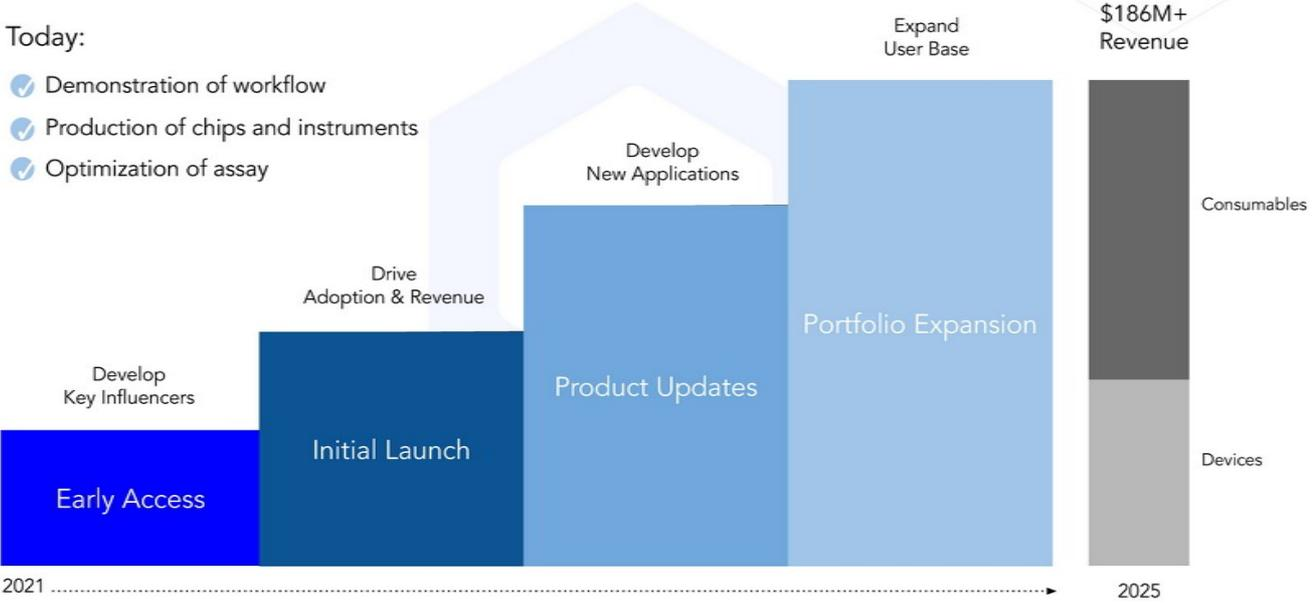 Today:
Demonstration of workflow
Production of chips and instruments
Optimization of assay
Develop
Key Influencers
Early Access
Drive
Adoption & Revenue
Initial Launch
Develop
New Applications
Product Updates
Expand
User Base
Portfolio Expansion
$186M+
Revenue
Consumables
Devices
2021
2025